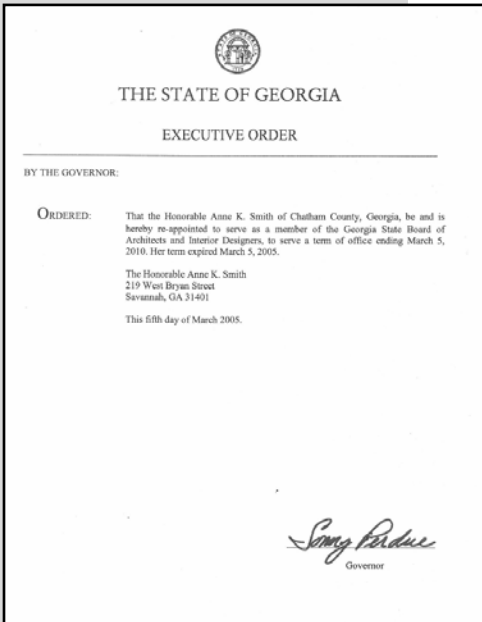 THE STATE OF GEORGIA
EXECUTIVE ORDER
BY THE GOVERNOR:
ORDERED:
That the Honorable Anne K. Smith of Chatham County, Georgia, be and is
hereby re-appointed to serve as a member of the Georgia State Board of
Architects and Interior Designers, to serve a term of office ending March 5,
2010. Her term expired March 5, 2005.
The Honorable Anne K. Smith
219 West Bryan Street
Savannah, GA 31401
This fifth day of March 2005.
Sonny Perdue
Governor